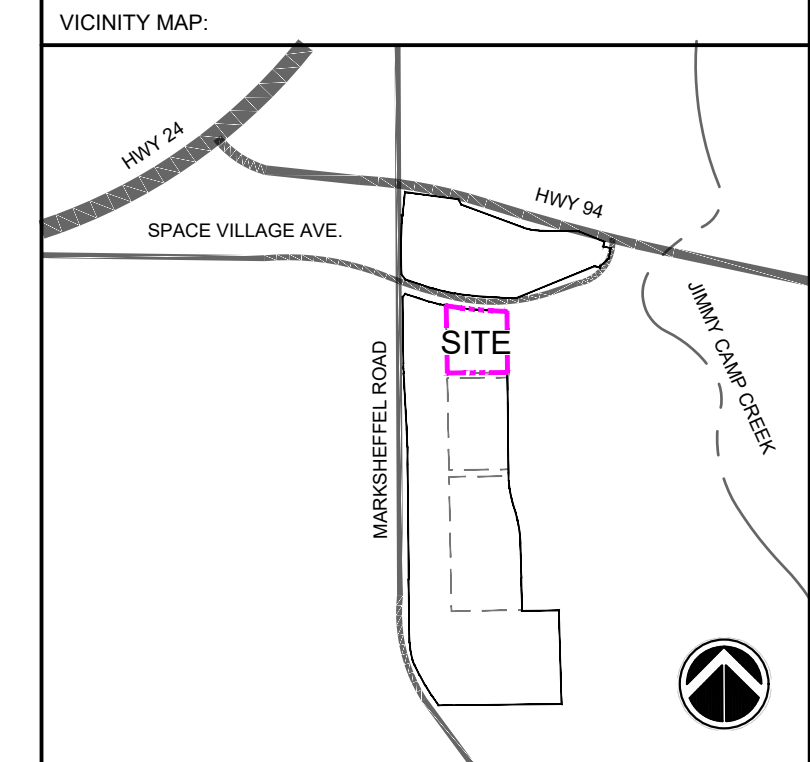 VICINITY MAP:
HWY 24
HWY 94
SPACE VILLAGE AVE.
SITE
JIMMY CAMP CREEK
MARKSHEFFEL ROAD